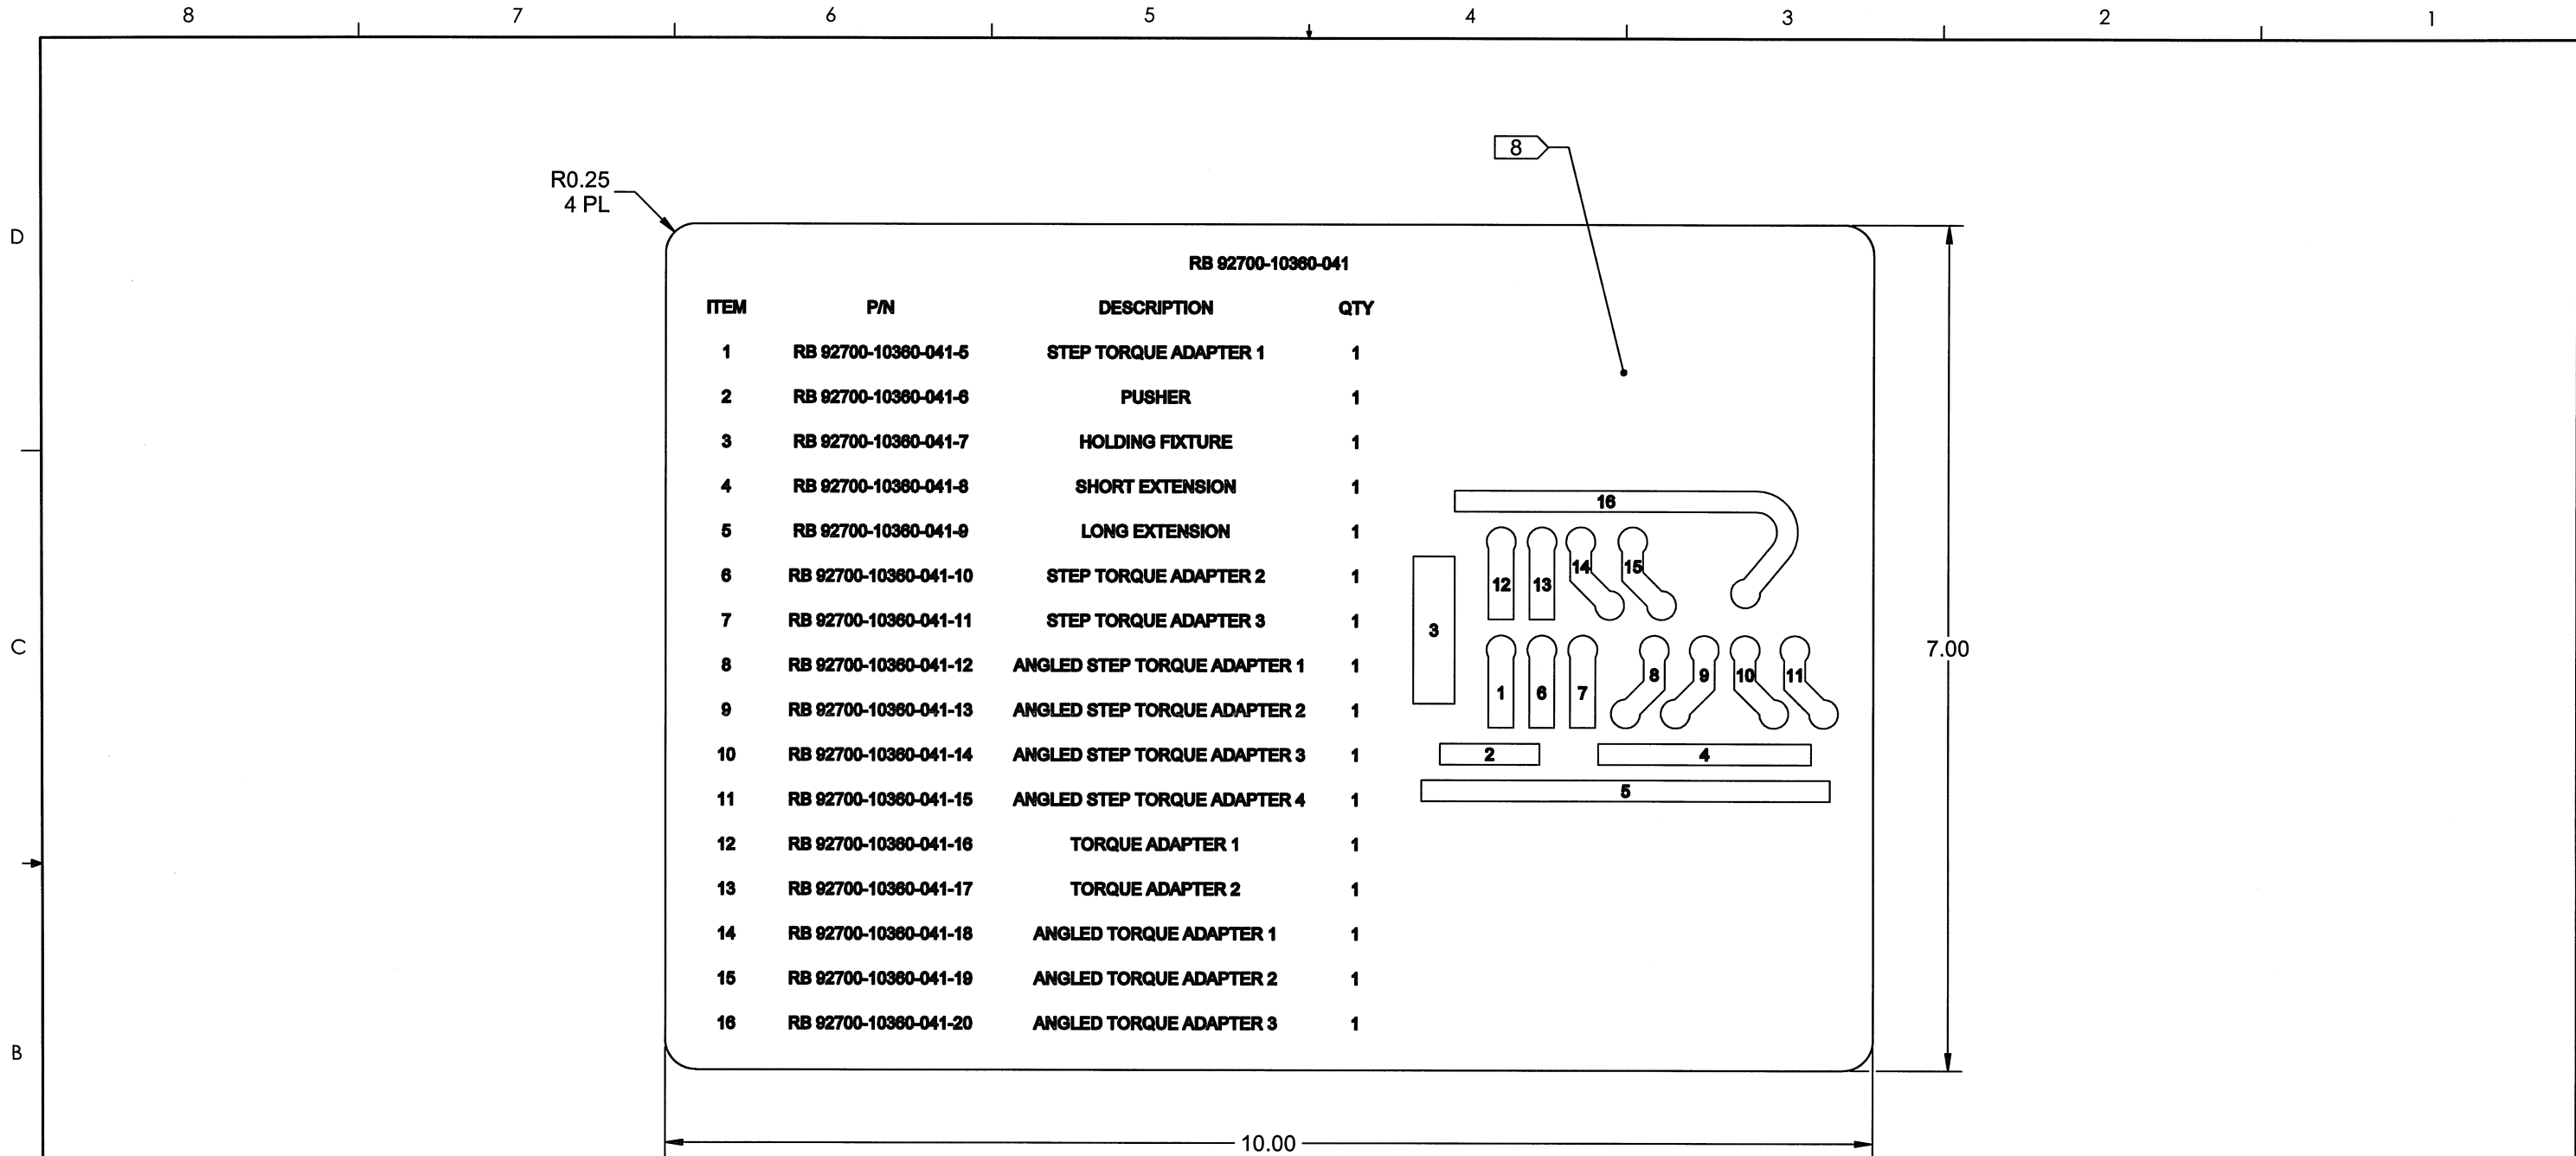 8 7 6 5 4 3 2 1
8
R0.25
4 PL
D
RB 92700-10360-041
ITEM P/N DESCRIPTION QTY
1 RB 92700-10360-041-5 STEP TORQUE ADAPTER 1 1
2 RB 92700-10360-041-6 PUSHER 1
3 RB 92700-10360-041-7 HOLDING FIXTURE 1
4 RB 92700-10360-041-8 SHORT EXTENSION 1
5 RB 92700-10360-041-9 LONG EXTENSION 1
6 RB 92700-10360-041-10 STEP TORQUE ADAPTER 2 1
7 RB 92700-10360-041-11 STEP TORQUE ADAPTER 3 1
8 RB 92700-10360-041-12 ANGLED STEP TORQUE ADAPTER 1 1
9 RB 92700-10360-041-13 ANGLED STEP TORQUE ADAPTER 2 1
10 RB 92700-10360-041-14 ANGLED STEP TORQUE ADAPTER 3 1
11 RB 92700-10360-041-15 ANGLED STEP TORQUE ADAPTER 4 1
12 RB 92700-10360-041-16 TORQUE ADAPTER 1 1
13 RB 92700-10360-041-17 TORQUE ADAPTER 2 1
14 RB 92700-10360-041-18 ANGLED TORQUE ADAPTER 1 1
15 RB 92700-10360-041-19 ANGLED TORQUE ADAPTER 2 1
16 RB 92700-10360-041-20 ANGLED TORQUE ADAPTER 3 1
16
12 13 14 15
3
1 6 7 8 9 10 11
2 4
5
C
7.00
B
10.00